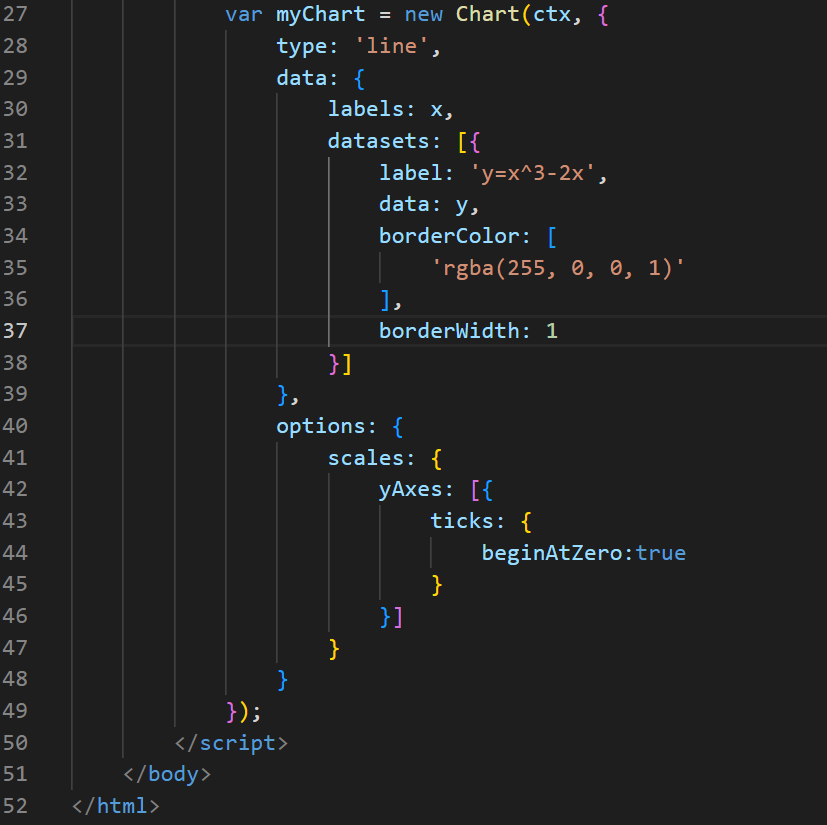 27 var myChart = new Chart(ctx, {
28 type: 'line',
29 data: {
30 labels: x,
31 datasets: [{
32 label: 'y=x^3-2x',
33 data: y,
34 borderColor: [
35 'rgba(255, 0, 0, 1)'
36 ],
37 borderWidth: 1
38 }]
39 },
40 options: {
41 scales: {
42 yAxes: [{
43 ticks: {
44 beginAtZero:true
45 }
46 }]
47 }
48 }
49 });
50 </script>
51 </body>
52 </html>